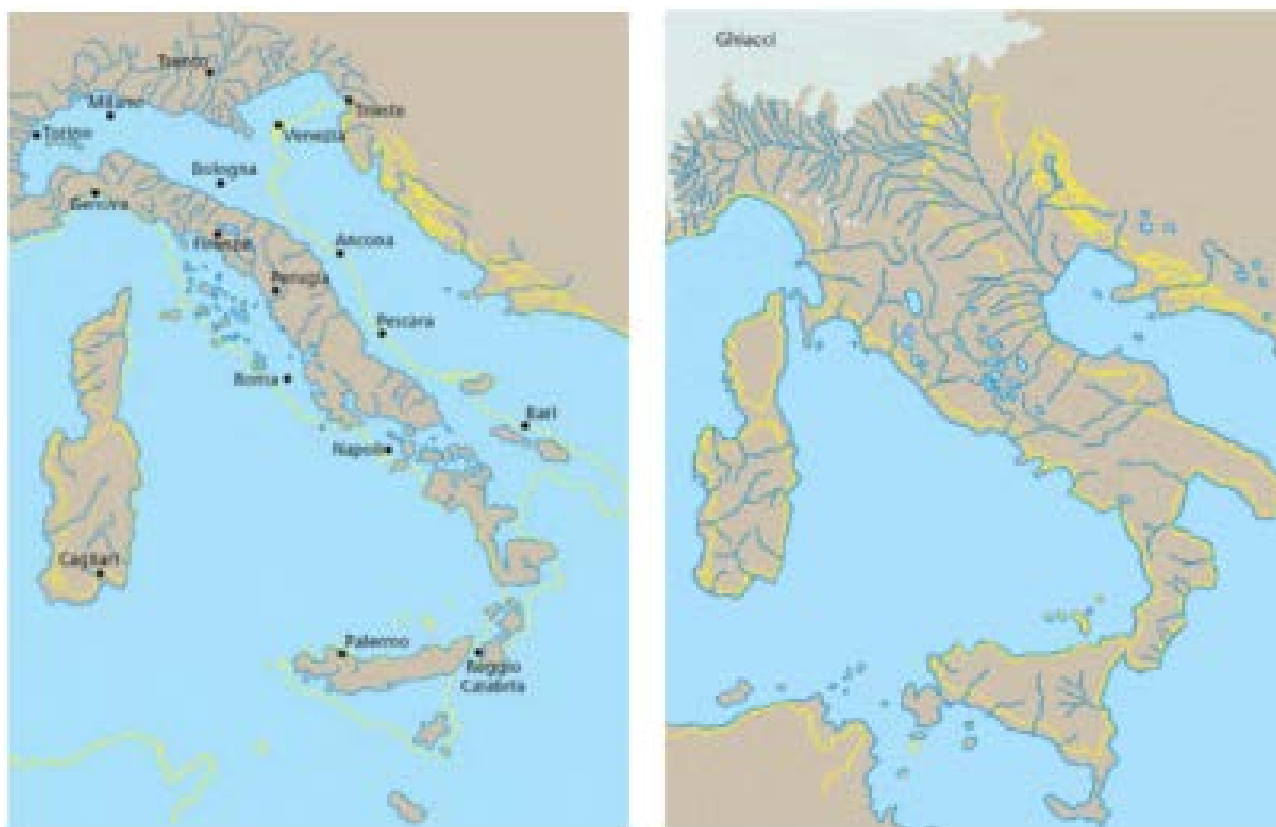 Trento
Milano
Trieste
Torino
Venezia
Bologna
Genova
Firenze
Ancona
Perugia
Pescara
Roma
Bari
Napoli
Cagliari
Palermo
Reggio
Calabria
Ghiacci